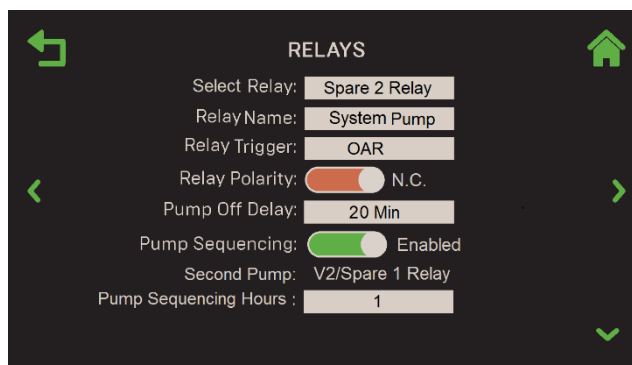 RELAYS
Select Relay: Spare 2 Relay
Relay Name: System Pump
Relay Trigger: OAR
Relay Polarity: N.C.
Pump Off Delay: 20 Min
Pump Sequencing: Enabled
Second Pump: V2/Spare 1 Relay
Pump Sequencing Hours : 1